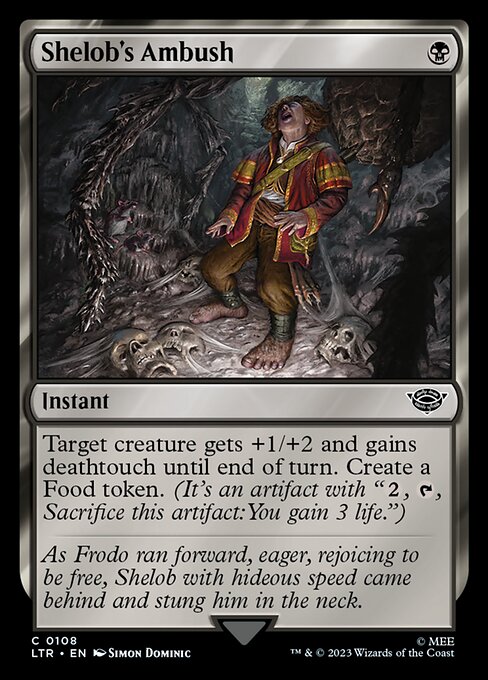 Shelob's Ambush
Instant
Target creature gets +1/+2 and gains
deathtouch until end of turn. Create a
Food token. (It's an artifact with “2, ,
Sacrifice this artifact:You gain 3 life.”)
As Frodo ran forward, eager, rejoicing to
be free, Shelob with hideous speed came
behind and stung him in the neck.
C 0108
LTR • EN SIMON DOMINIC
© MEE
™ & © 2023 Wizards of the Coast